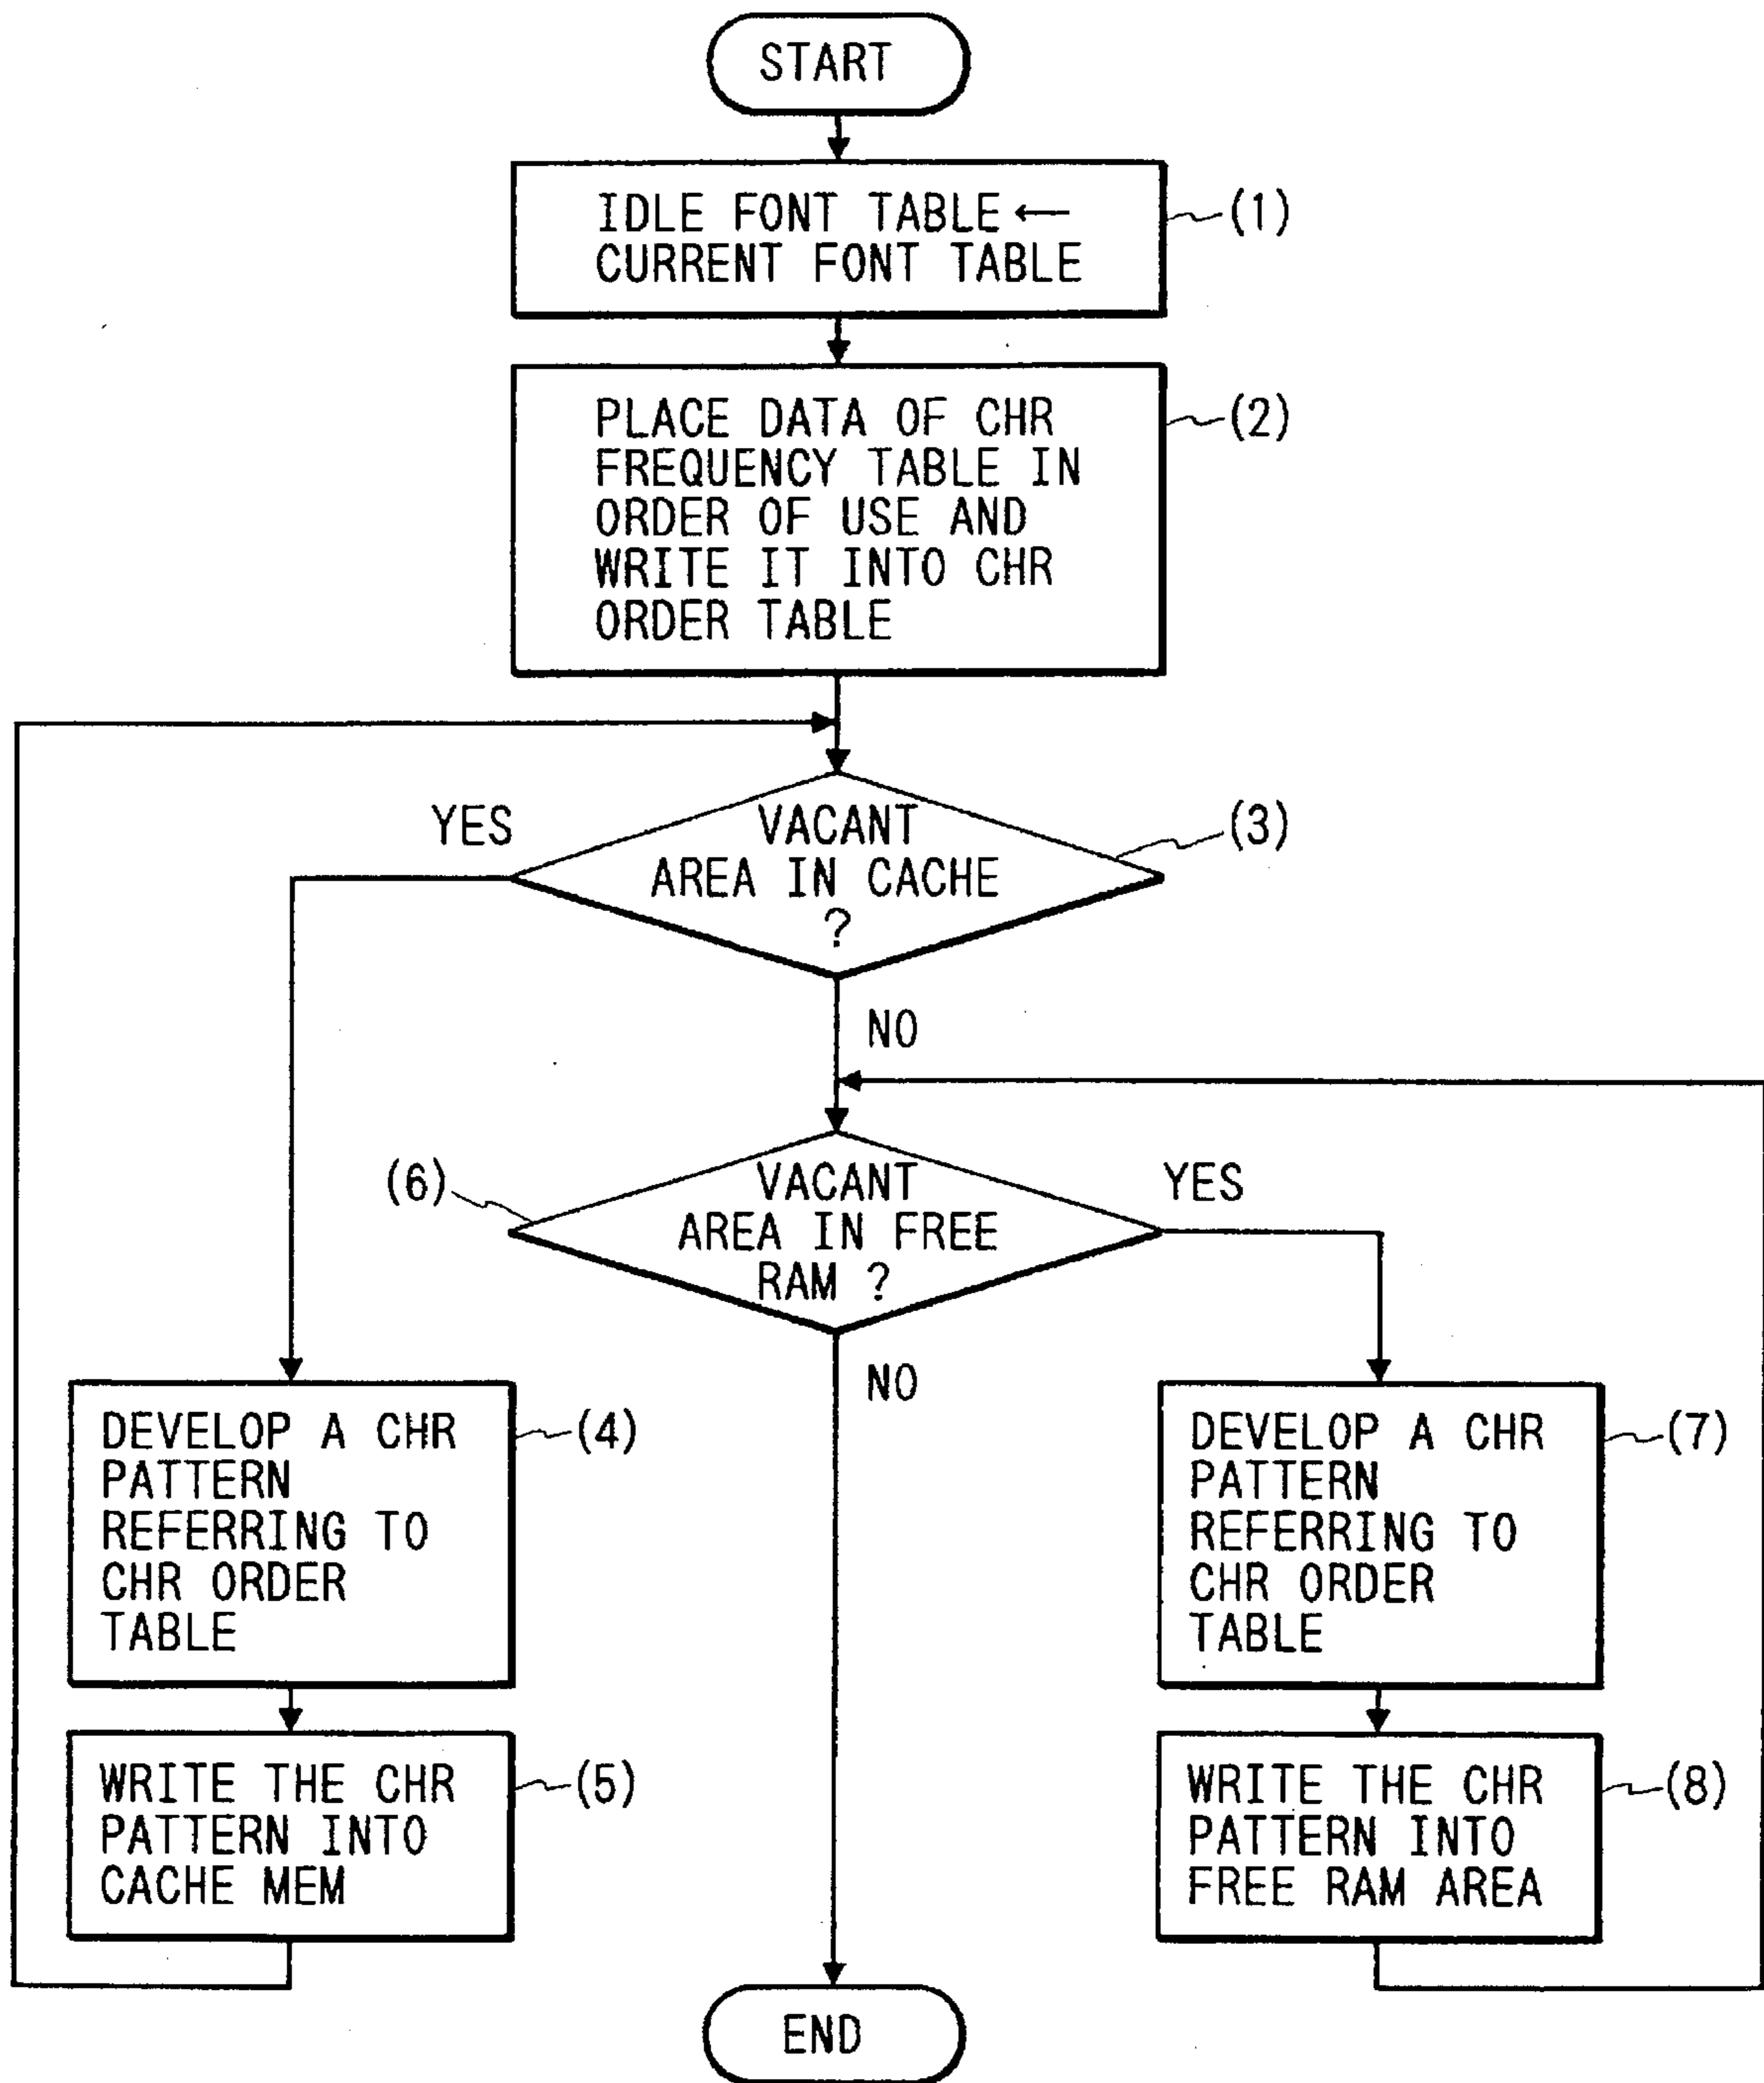 START
IDLE FONT TABLE ←
CURRENT FONT TABLE
(1)
PLACE DATA OF CHR
FREQUENCY TABLE IN
ORDER OF USE AND
WRITE IT INTO CHR
ORDER TABLE
(2)
YES
VACANT
AREA IN CACHE
?
(3)
NO
(6)
VACANT
AREA IN FREE
RAM ?
YES
NO
DEVELOP A CHR
PATTERN
REFERRING TO
CHR ORDER
TABLE
(4)
DEVELOP A CHR
PATTERN
REFERRING TO
CHR ORDER
TABLE
(7)
WRITE THE CHR
PATTERN INTO
CACHE MEM
(5)
WRITE THE CHR
PATTERN INTO
FREE RAM AREA
(8)
END